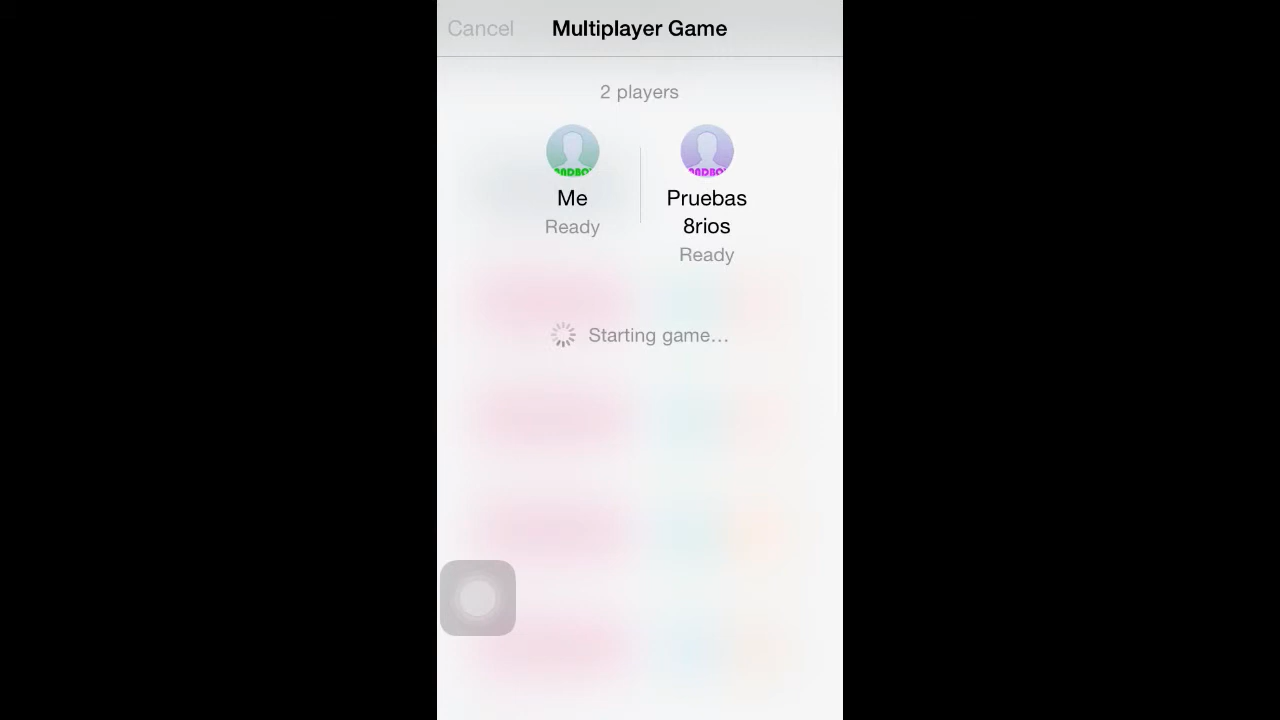 Cancel
Multiplayer Game
2 players
Me
Ready
Pruebas
8rios
Ready
Starting game...